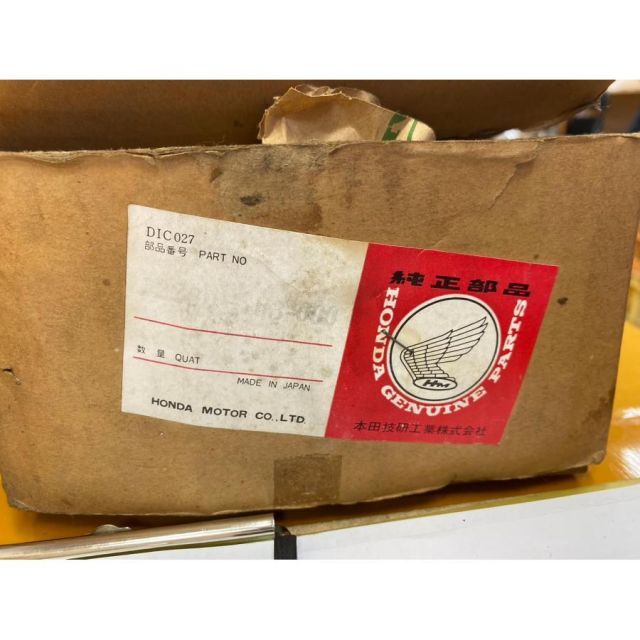 DIC027
部品番号 PART NO
数量 QUAT
MADE IN JAPAN
HONDA MOTOR CO.,LTD.
純正部品
HONDA GENUINE PARTS
HM
本田技研工業株式会社